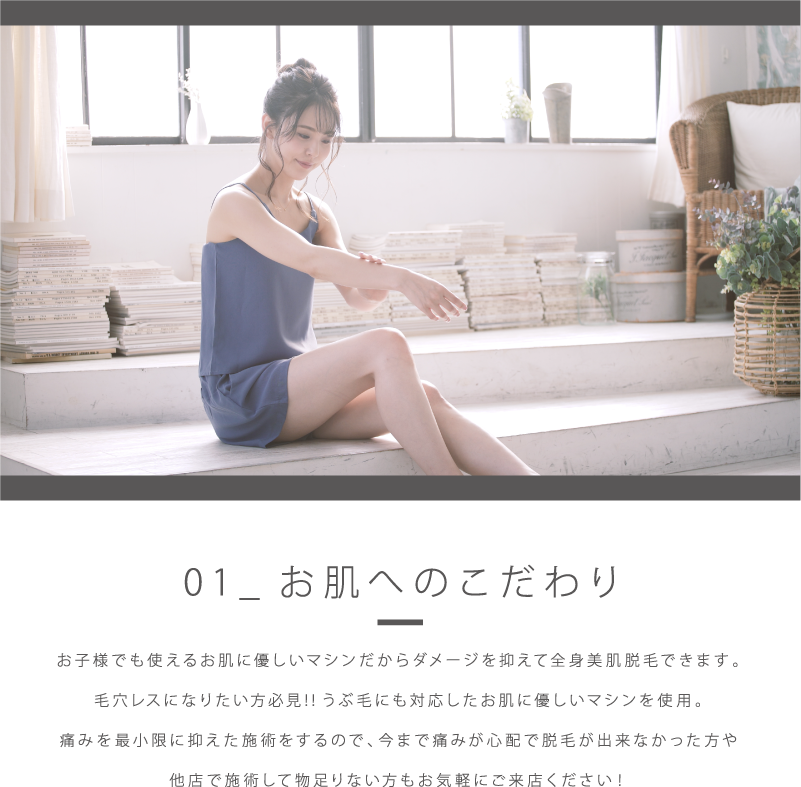 01_ お肌へのこだわり
お子様でも使えるお肌に優しいマシンだからダメージを抑えて全身美肌脱毛できます。
毛穴レスになりたい方必見!! うぶ毛にも対応したお肌に優しいマシンを使用。
痛みを最小限に抑えた施術をするので、今まで痛みが心配で脱毛が出来なかった方や
他店で施術して物足りない方もお気軽にご来店ください！